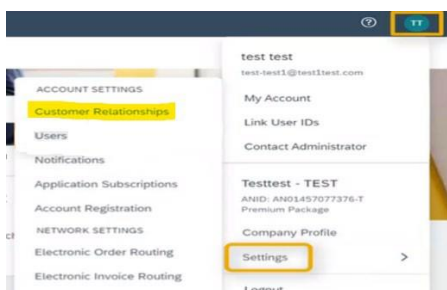 TT
test test
test-test1@test1test.com
My Account
Link User IDs
Contact Administrator
Testtest - TEST
ANID: AN01457077376-T
Premium Package
Company Profile
Settings
Logout
ACCOUNT SETTINGS
Customer Relationships
Users
Notifications
Application Subscriptions
Account Registration
NETWORK SETTINGS
Electronic Order Routing
Electronic Invoice Routing